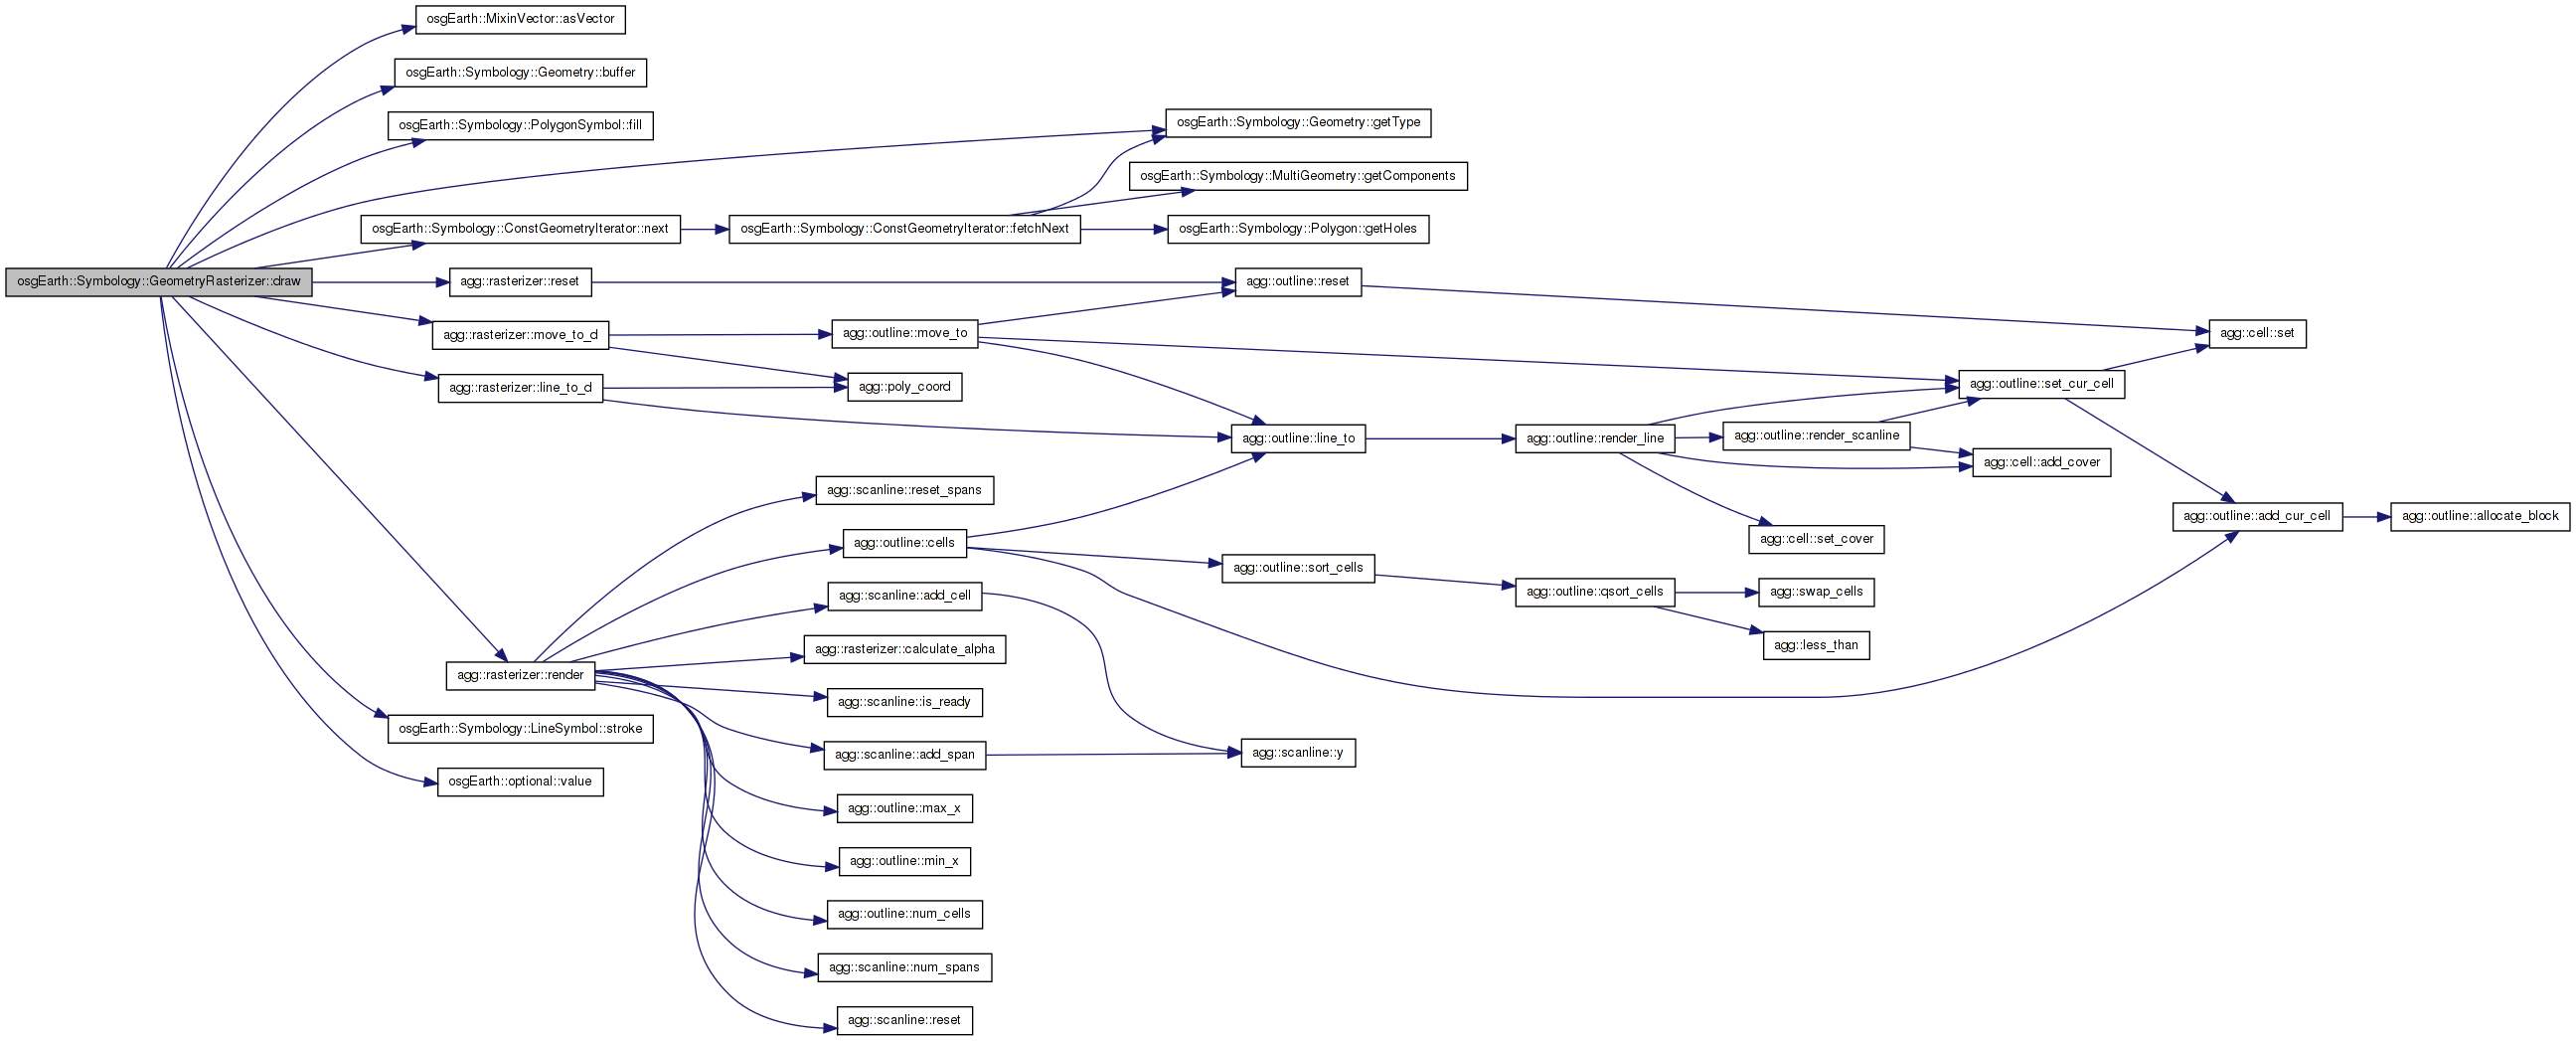 osgEarth::MixinVector::asVector
osgEarth::Symbology::Geometry::buffer
osgEarth::Symbology::PolygonSymbol::fill
osgEarth::Symbology::Geometry::getType
osgEarth::Symbology::MultiGeometry::getComponents
osgEarth::Symbology::ConstGeometryIterator::next
osgEarth::Symbology::ConstGeometryIterator::fetchNext
osgEarth::Symbology::Polygon::getHoles
osgEarth::Symbology::GeometryRasterizer::draw
agg::rasterizer::reset
agg::outline::reset
agg::rasterizer::move_to_d
agg::outline::move_to
agg::cell::set
agg::rasterizer::line_to_d
agg::poly_coord
agg::outline::set_cur_cell
agg::outline::line_to
agg::outline::render_line
agg::outline::render_scanline
agg::cell::add_cover
agg::scanline::reset_spans
agg::outline::add_cur_cell
agg::outline::allocate_block
agg::outline::cells
agg::cell::set_cover
agg::outline::sort_cells
agg::scanline::add_cell
agg::outline::qsort_cells
agg::swap_cells
agg::rasterizer::calculate_alpha
agg::less_than
agg::rasterizer::render
agg::scanline::is_ready
osgEarth::Symbology::LineSymbol::stroke
agg::scanline::add_span
agg::scanline::y
osgEarth::optional::value
agg::outline::max_x
agg::outline::min_x
agg::outline::num_cells
agg::scanline::num_spans
agg::scanline::reset